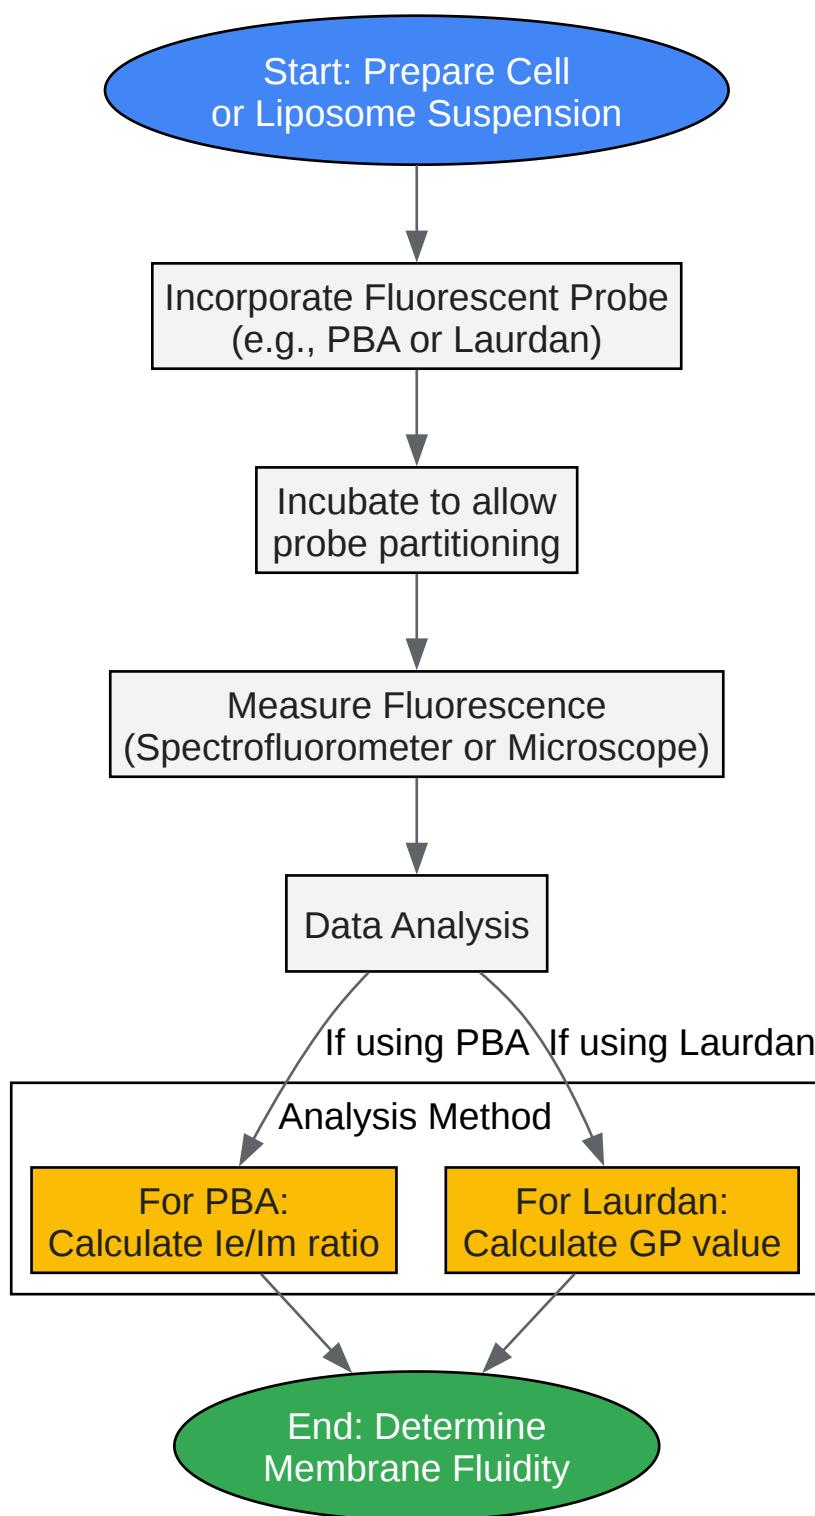 Start: Prepare Cell
or Liposome Suspension
Incorporate Fluorescent Probe
(e.g., PBA or Laurdan)
Incubate to allow
probe partitioning
Measure Fluorescence
(Spectrofluorometer or Microscope)
Data Analysis
If using PBA
If using Laurdan
Analysis Method
For PBA:
Calculate Ie/Im ratio
For Laurdan:
Calculate GP value
End: Determine
Membrane Fluidity